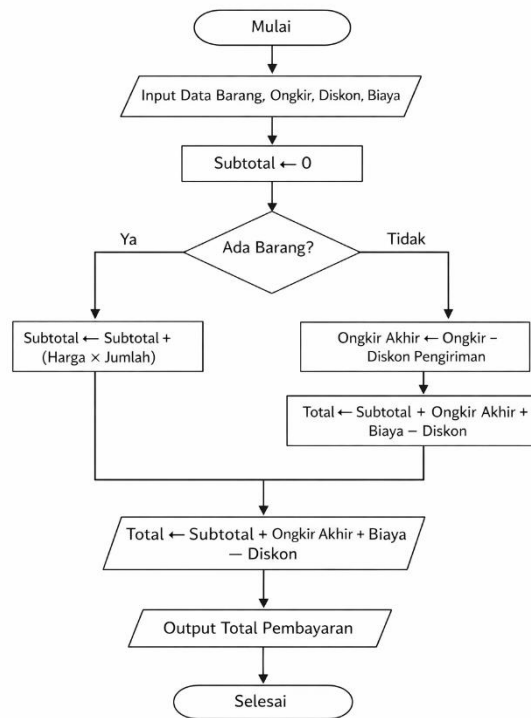 Mulai
Input Data Barang, Ongkir, Diskon, Biaya
Subtotal ← 0
Ada Barang?
Ya
Tidak
Subtotal ← Subtotal +
(Harga × Jumlah)
Ongkir Akhir ← Ongkir –
Diskon Pengiriman
Total ← Subtotal + Ongkir Akhir +
Biaya – Diskon
Total ← Subtotal + Ongkir Akhir + Biaya
– Diskon
Output Total Pembayaran
Selesai